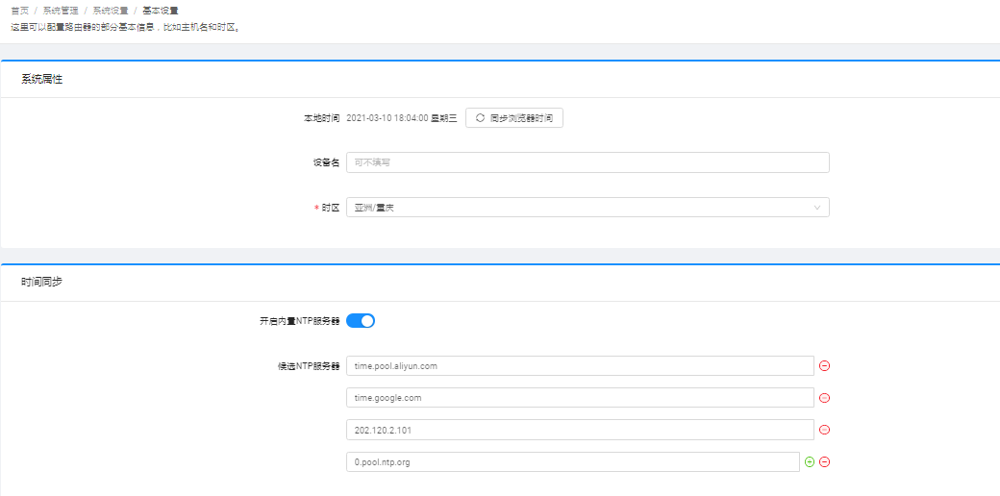 首页 / 系统管理 / 系统设置 / 基本设置
这里可以配置路由器的部分基本信息，比如主机名和时区。
系统属性
本地时间 2021-03-10 18:04:00 星期三 同步浏览器时间
设备名 可不填写
* 时区 亚洲/重庆
时间同步
开启内置NTP服务器
候选NTP服务器 time.pool.aliyun.com
time.google.com
202.120.2.101
0.pool.ntp.org